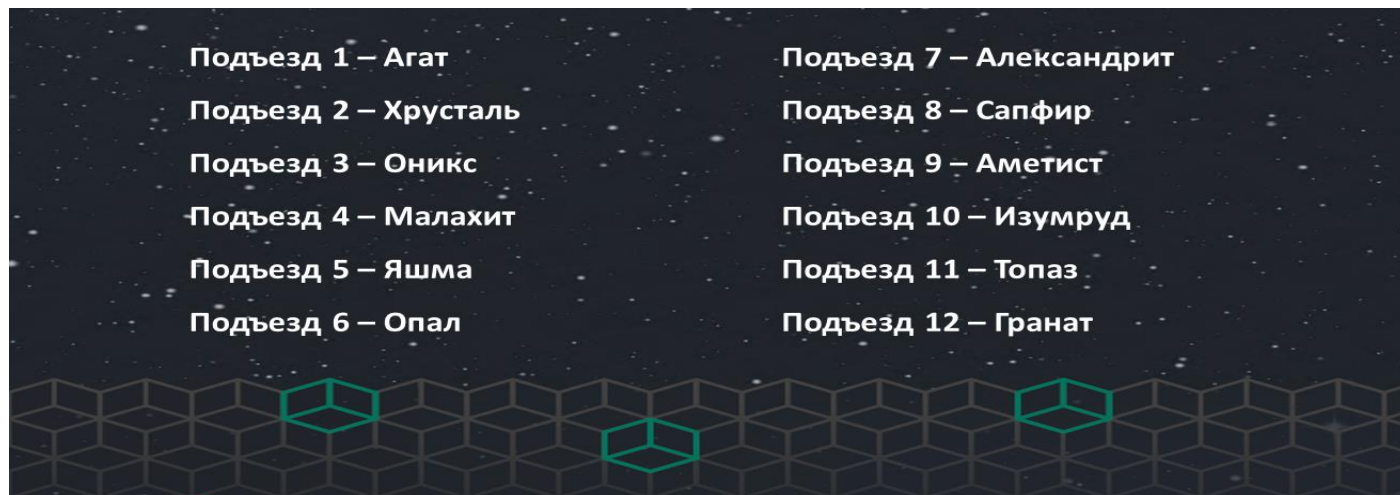 Подъезд 1 – Агат
Подъезд 2 – Хрусталь
Подъезд 3 – Оникс
Подъезд 4 – Малахит
Подъезд 5 – Яшма
Подъезд 6 – Опал
Подъезд 7 – Александрит
Подъезд 8 – Сапфир
Подъезд 9 – Аметист
Подъезд 10 – Изумруд
Подъезд 11 – Топаз
Подъезд 12 – Гранат